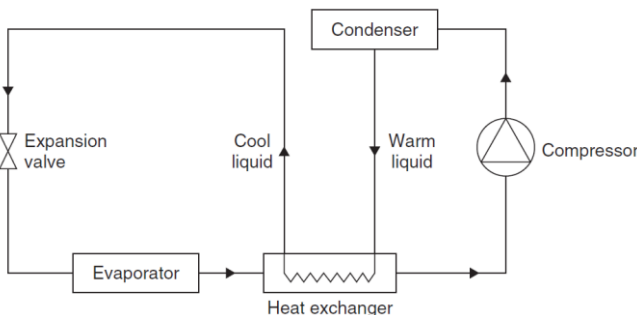 Condenser
Expansion
valve
Cool
liquid
Warm
liquid
Compressor
Evaporator
Heat exchanger